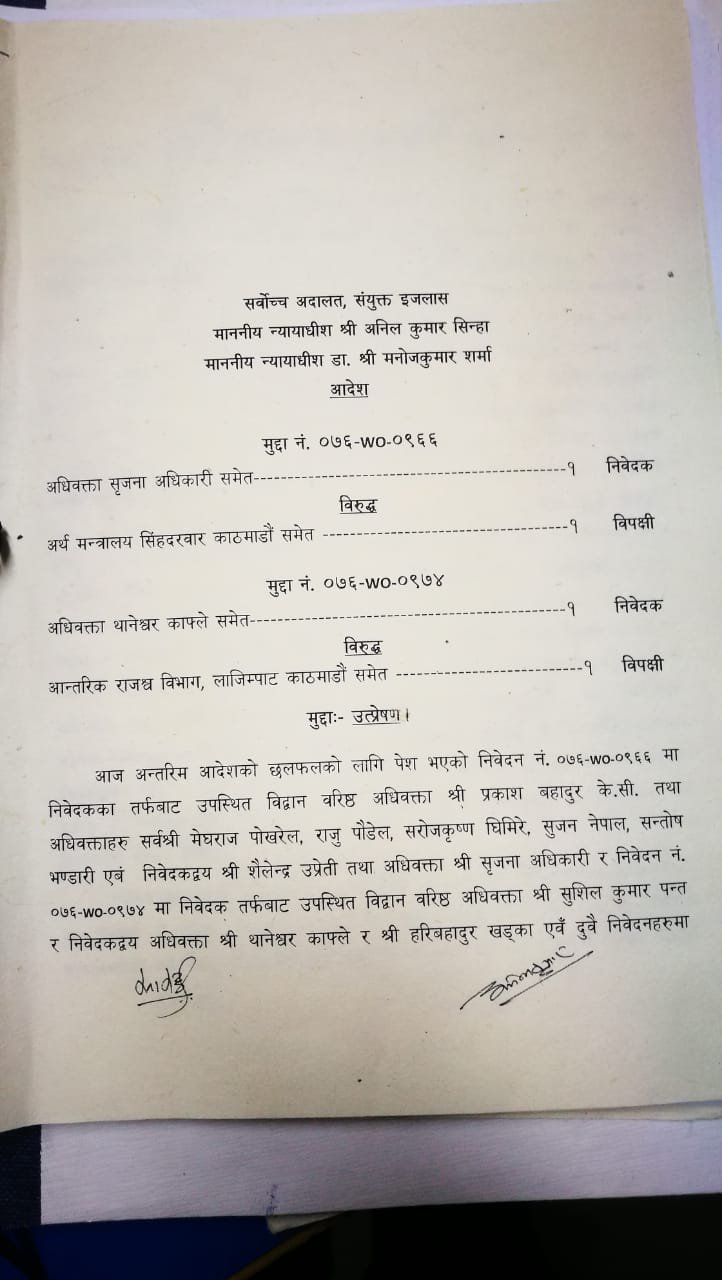 सर्वोच्च अदालत, संयुक्त इजलास
माननीय न्यायाधीश श्री अनिल कुमार सिन्हा
माननीय न्यायाधीश डा. श्री मनोजकुमार शर्मा
आदेश
मुद्दा नं. ०७६-WO-०९६६
अधिवक्ता सृजना अधिकारी समेत-----------------------------------------------१ निवेदक
विरुद्ध
अर्थ मन्त्रालय सिंहदरवार काठमाडौं समेत -------------------------------------१ विपक्षी
मुद्दा नं. ०७६-WO-०९७४
अधिवक्ता थानेश्वर काफ्ले समेत-----------------------------------------------१ निवेदक
विरुद्ध
आन्तरिक राजश्व विभाग, लाजिम्पाट काठमाडौं समेत ----------------------------१ विपक्षी
मुद्दाः- उत्प्रेषण।
आज अन्तरिम आदेशको छलफलको लागि पेश भएको निवेदन नं. ०७६-WO-०९६६ मा
निवेदकका तर्फबाट उपस्थित विद्वान वरिष्ठ अधिवक्ता श्री प्रकाश बहादुर के.सी. तथा
अधिवक्ताहरु सर्वश्री मेघराज पोखरेल, राजु पौडेल, सरोजकृष्ण घिमिरे, सुजन नेपाल, सन्तोष
भण्डारी एवं निवेदकद्वय श्री शैलेन्द्र उप्रेती तथा अधिवक्ता श्री सृजना अधिकारी र निवेदन नं.
०७६-WO-०९७४ मा निवेदक तर्फबाट उपस्थित विद्वान वरिष्ठ अधिवक्ता श्री सुशिल कुमार पन्त
र निवेदकद्वय अधिवक्ता श्री थानेश्वर काफ्ले र श्री हरिबहादुर खड्का एवँ दुवै निवेदनहरुमा